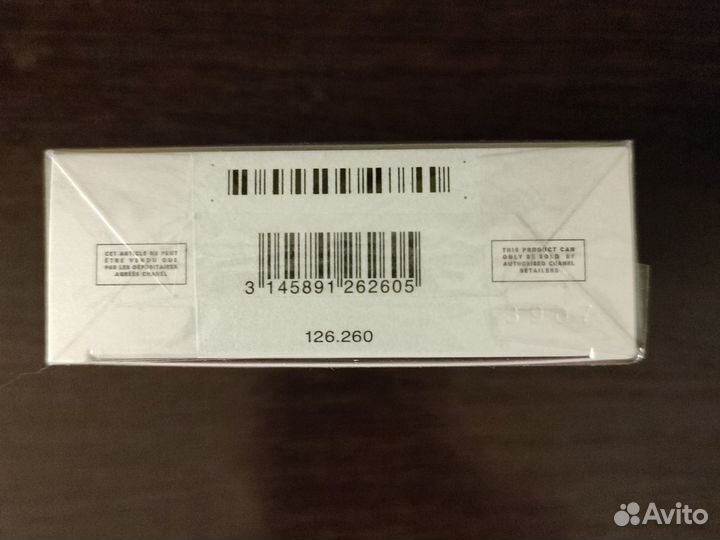 CET ARTICLE NE PEUT
ÊTRE VENDU QUE
PAR LES DÉPOSITAIRES
AGRÉÉS CHANEL
THIS PRODUCT CAN
ONLY BE SOLD BY
AUTHORISED CHANEL
RETAILERS
3 145891 262605
3907
126.260
Avito